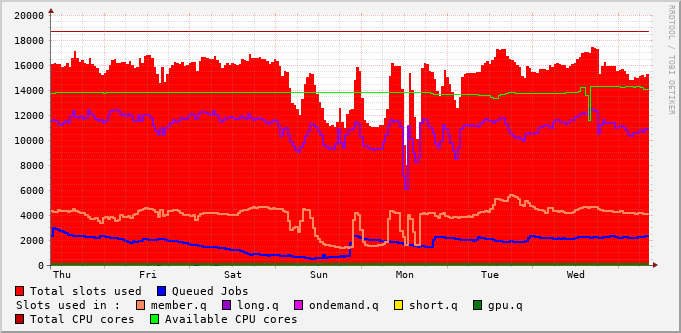 20000
18000
16000
14000
12000
10000
8000
6000
4000
2000
0
Thu Fri Sat Sun Mon Tue Wed
RRDTOOL / TOBI OETIKER
Total slots used Queued Jobs
Slots used in : member.q long.q ondemand.q short.q gpu.q
Total CPU cores Available CPU cores